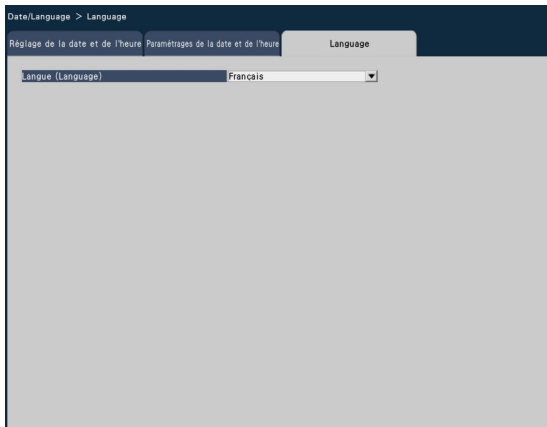 Date/Language > Language
Réglage de la date et de l'heure Paramétrages de la date et de l'heure Language
Langue (Language) Français